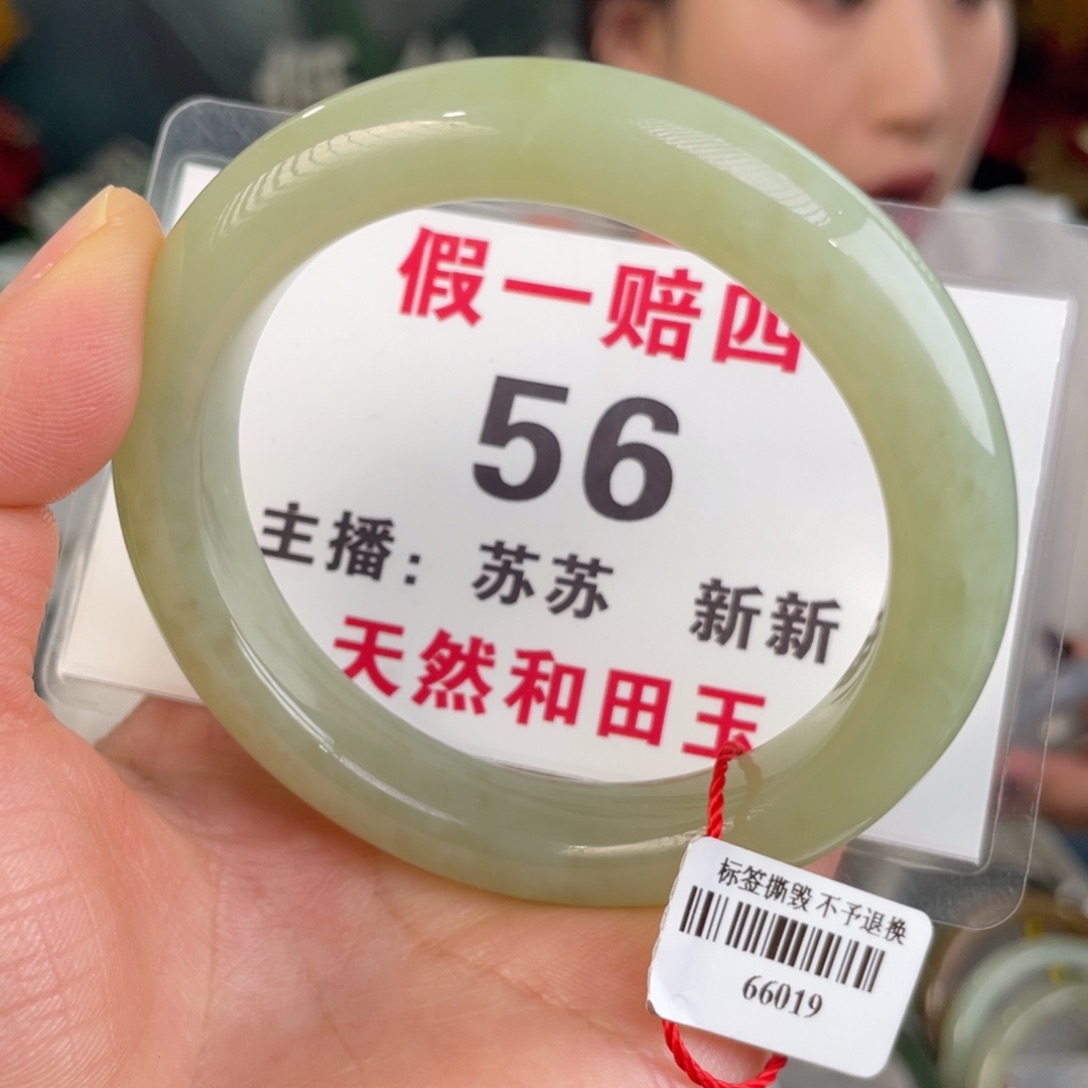 假一赔四
56
主播：苏苏 新新
天然和田玉
标签撕毁 不予退换
66019